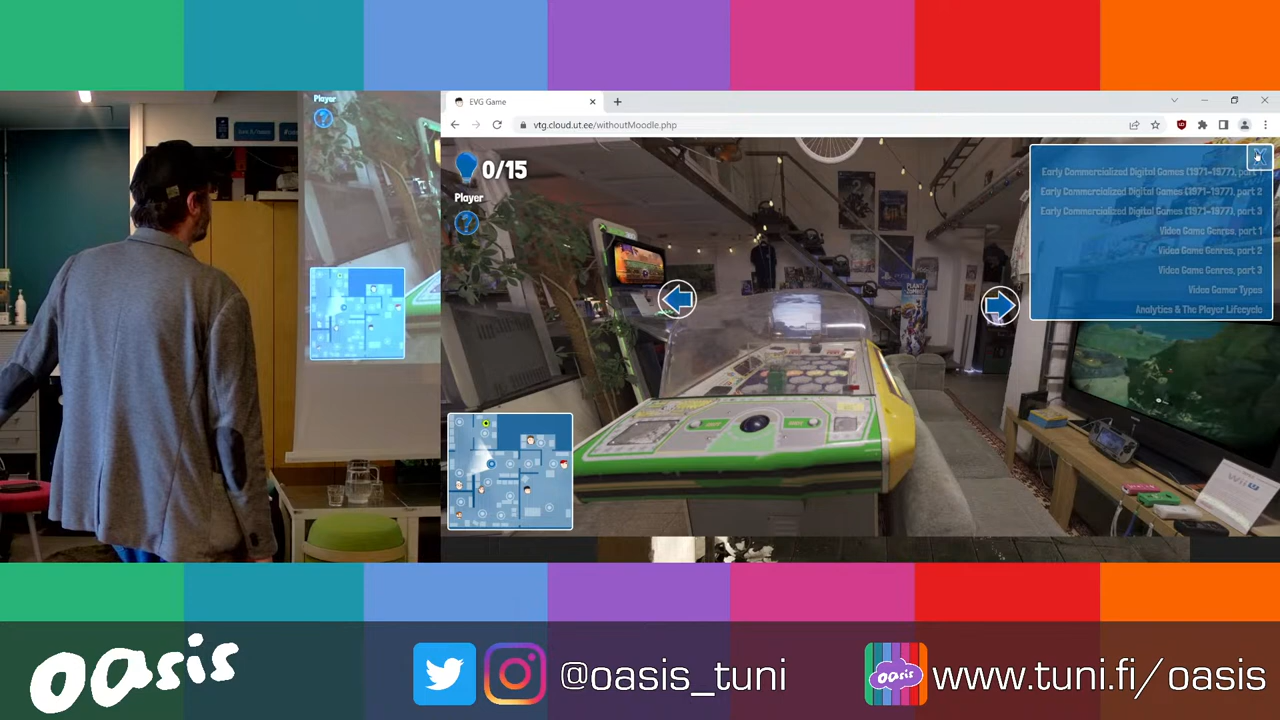 Player
?
EVG Game
vtg.cloud.ut.ee/withoutMoodle.php
0/15
Player
?
X
Early Commercialized Digital Games (1971-1977), part 1
Early Commercialized Digital Games (1971-1977), part 2
Early Commercialized Digital Games (1971-1977), part 3
Video Game Genres, part 1
Video Game Genres, part 2
Video Game Genres, part 3
Video Gamer Types
Analytics & The Player Lifecycle
Wii U
oasis
@oasis_tuni
oasis
www.tuni.fi/oasis